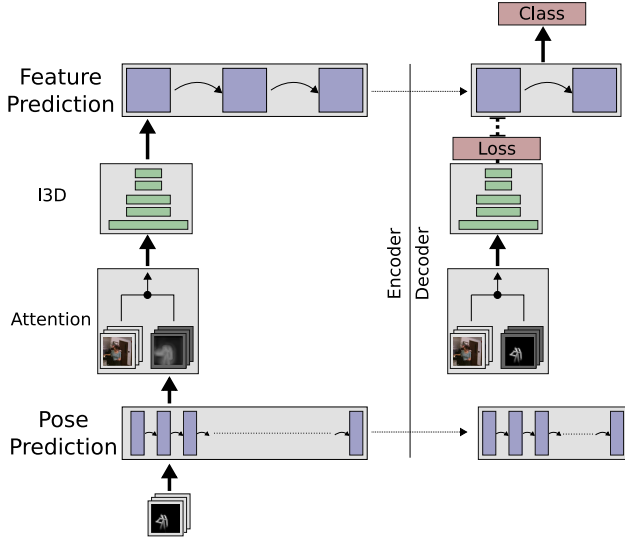 Class
Feature
Prediction
Loss
I3D
Encoder
Decoder
Attention
Pose
Prediction